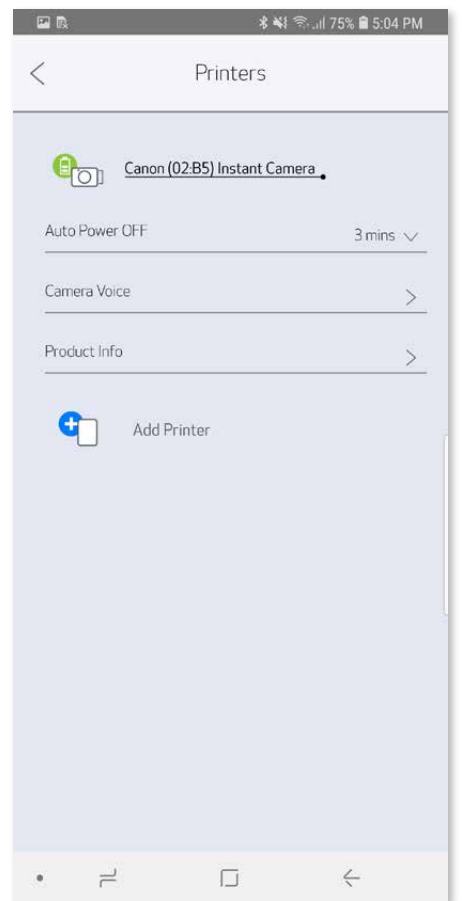 75% 5:04 PM
Printers
Canon (02:B5) Instant Camera
Auto Power OFF 3 mins
Camera Voice
Product Info
Add Printer